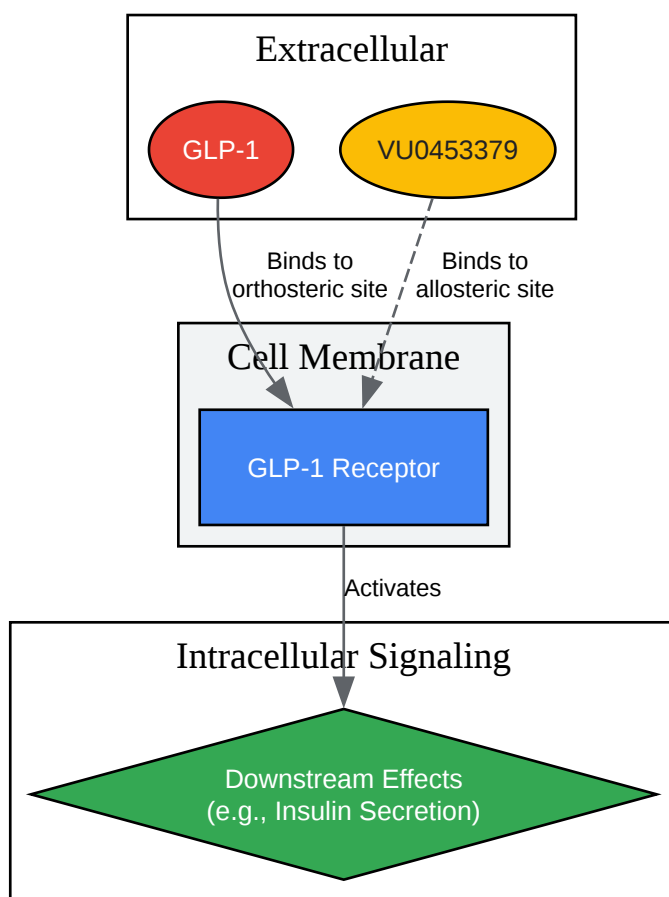 Extracellular
GLP-1
VU0453379
Binds to
orthosteric site
Binds to
allosteric site
Cell Membrane
GLP-1 Receptor
Activates
Intracellular Signaling
Downstream Effects
(e.g., Insulin Secretion)